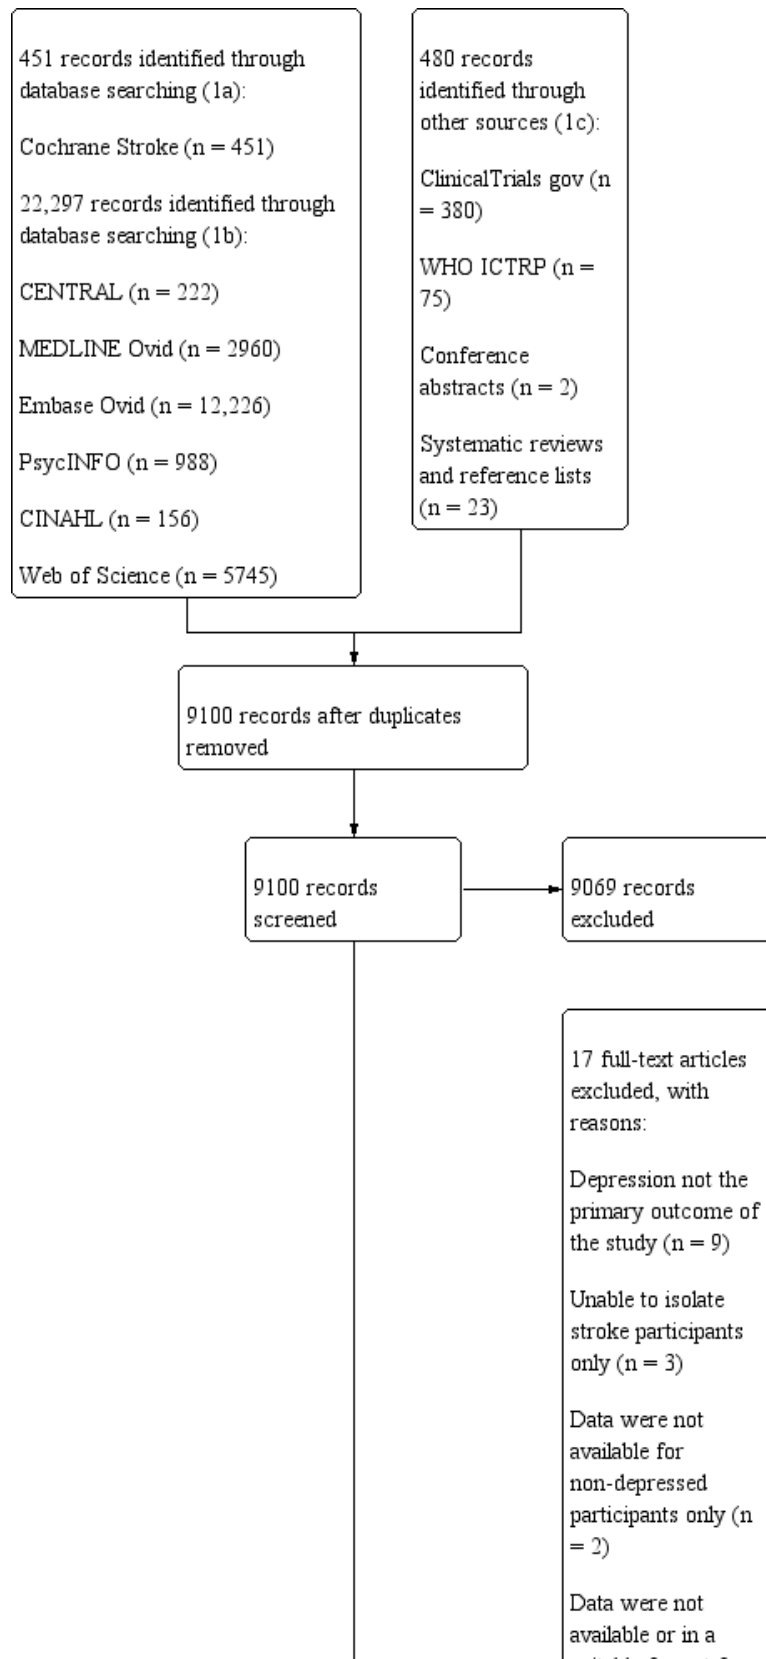 451 records identified through
database searching (1a):
Cochrane Stroke (n = 451)
22,297 records identified through
database searching (1b):
CENTRAL (n = 222)
MEDLINE Ovid (n = 2960)
Embase Ovid (n = 12,226)
PsycINFO (n = 988)
CINAHL (n = 156)
Web of Science (n = 5745)
480 records
identified through
other sources (1c):
ClinicalTrials gov (n
= 380)
WHO ICTRP (n =
75)
Conference
abstracts (n = 2)
Systematic reviews
and reference lists
(n = 23)
9100 records after duplicates
removed
9100 records
screened
9069 records
excluded
17 full-text articles
excluded, with
reasons:
Depression not the
primary outcome of
the study (n = 9)
Unable to isolate
stroke participants
only (n = 3)
Data were not
available for
non-depressed
participants only (n
= 2)
Data were not
available or in a